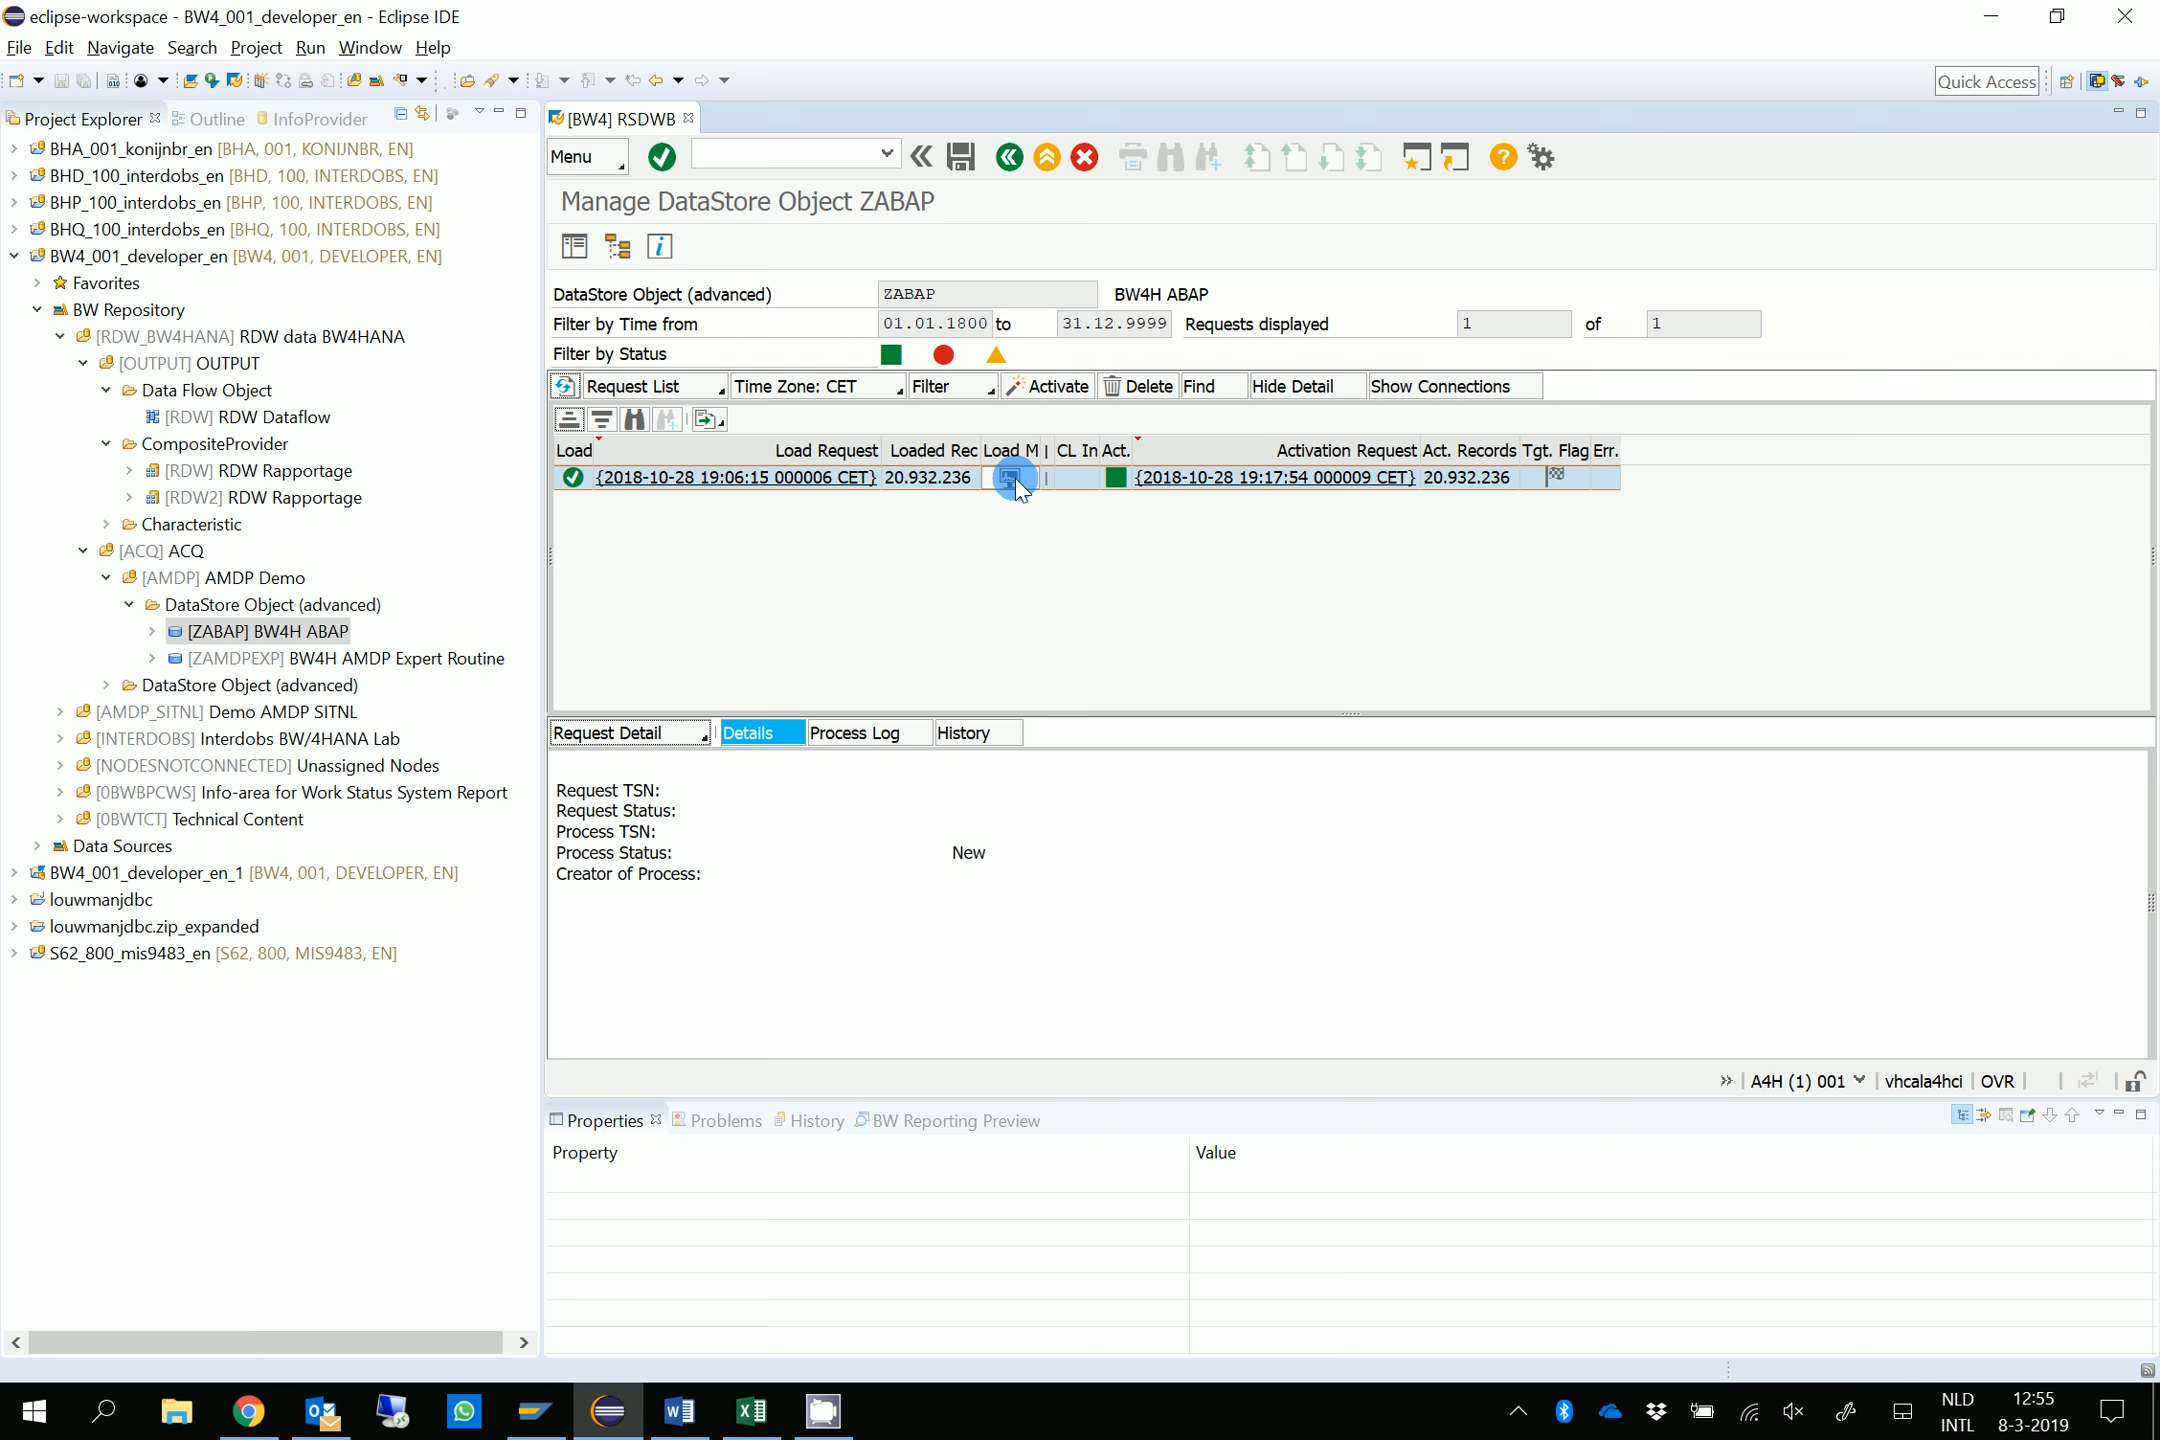 eclipse-workspace - BW4_001_developer_en - Eclipse IDE
File Edit Navigate Search Project Run Window Help
Quick Access
Project Explorer Outline InfoProvider
BHA_001_konijnbr_en [BHA, 001, KONIJNBR, EN]
BHD_100_interdobs_en [BHD, 100, INTERDOBS, EN]
BHP_100_interdobs_en [BHP, 100, INTERDOBS, EN]
BHQ_100_interdobs_en [BHQ, 100, INTERDOBS, EN]
BW4_001_developer_en [BW4, 001, DEVELOPER, EN]
Favorites
BW Repository
[RDW_BW4HANA] RDW data BW4HANA
[OUTPUT] OUTPUT
Data Flow Object
[RDW] RDW Dataflow
CompositeProvider
[RDW] RDW Rapportage
[RDW2] RDW Rapportage
Characteristic
[ACQ] ACQ
[AMDP] AMDP Demo
DataStore Object (advanced)
[ZABAP] BW4H ABAP
[ZAMDPEXP] BW4H AMDP Expert Routine
DataStore Object (advanced)
[AMDP_SITNL] Demo AMDP SITNL
[INTERDOBS] Interdobs BW/4HANA Lab
[NODESNOTCONNECTED] Unassigned Nodes
[0BWBPCWS] Info-area for Work Status System Report
[0BWTCT] Technical Content
Data Sources
BW4_001_developer_en_1 [BW4, 001, DEVELOPER, EN]
louwmanjdbc
louwmanjdbc.zip_expanded
S62_800_mis9483_en [S62, 800, MIS9483, EN]
[BW4] RSDWB
Menu
Manage DataStore Object ZABAP
DataStore Object (advanced) ZABAP BW4H ABAP
Filter by Time from 01.01.1800 to 31.12.9999 Requests displayed 1 of 1
Filter by Status
Request List Time Zone: CET Filter Activate Delete Find Hide Detail Show Connections
Load Load Request Loaded Rec Load M CL In Act. Activation Request Act. Records Tgt. Flag Err.
{2018-10-28 19:06:15 000006 CET} 20.932.236 {2018-10-28 19:17:54 000009 CET} 20.932.236
Request Detail Details Process Log History
Request TSN:
Request Status:
Process TSN:
Process Status: New
Creator of Process:
A4H (1) 001 vhcala4hci OVR
Properties Problems History BW Reporting Preview
Property Value
NLD 12:55
INTL 8-3-2019